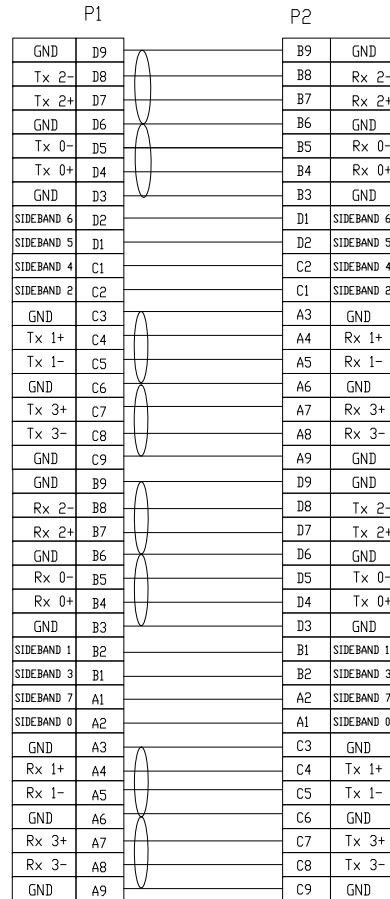 P1 P2
GND D9 B9 GND
Tx 2- D8 B8 Rx 2-
Tx 2+ D7 B7 Rx 2+
GND D6 B6 GND
Tx 0- D5 B5 Rx 0-
Tx 0+ D4 B4 Rx 0+
GND D3 B3 GND
SIDEBAND 6 D2 D1 SIDEBAND 6
SIDEBAND 5 D1 D2 SIDEBAND 5
SIDEBAND 4 C1 C2 SIDEBAND 4
SIDEBAND 2 C2 C1 SIDEBAND 2
GND C3 A3 GND
Tx 1+ C4 A4 Rx 1+
Tx 1- C5 A5 Rx 1-
GND C6 A6 GND
Tx 3+ C7 A7 Rx 3+
Tx 3- C8 A8 Rx 3-
GND C9 A9 GND
GND B9 D9 GND
Rx 2- B8 D8 Tx 2-
Rx 2+ B7 D7 Tx 2+
GND B6 D6 GND
Rx 0- B5 D5 Tx 0-
Rx 0+ B4 D4 Tx 0+
GND B3 D3 GND
SIDEBAND 1 B2 B1 SIDEBAND 1
SIDEBAND 3 B1 B2 SIDEBAND 3
SIDEBAND 7 A1 A2 SIDEBAND 7
SIDEBAND 0 A2 A1 SIDEBAND 0
GND A3 C3 GND
Rx 1+ A4 C4 Tx 1+
Rx 1- A5 C5 Tx 1-
GND A6 C6 GND
Rx 3+ A7 C7 Tx 3+
Rx 3- A8 C8 Tx 3-
GND A9 C9 GND